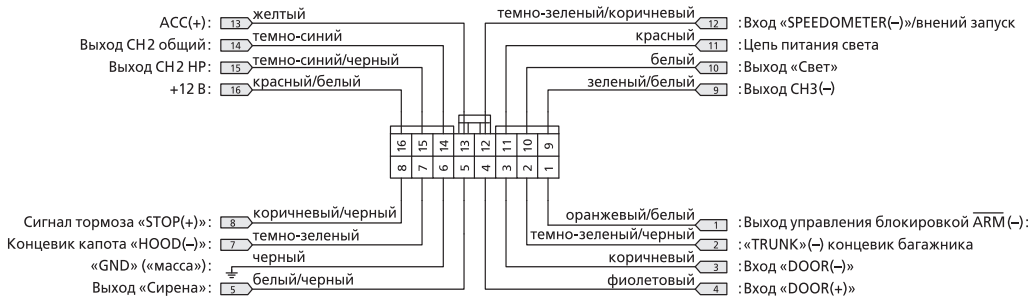 ACC(+): 13 желтый
Выход CH2 общий: 14 темно-синий
Выход CH2 HP: 15 темно-синий/черный
+12 В: 16 красный/белый
темно-зеленый/коричневый 12 :Вход «SPEEDOMETER(–)»/внений запуск
красный 11 :Цепь питания света
белый 10 :Выход «Свет»
зеленый/белый 9 :Выход CH3(–)
16 15 14 13 12 11 10 9
8 7 6 5 4 3 2 1
Сигнал тормоза «STOP(+)»: 8 коричневый/черный
Концевик капота «HOOD(–)»: 7 темно-зеленый
«GND» («масса»): черный
Выход «Сирена»: 5 белый/черный
оранжевый/белый 1 :Выход управления блокировкой ARM (–):
темно-зеленый/черный 2 :«TRUNK»(–) концевик багажника
коричневый 3 :Вход «DOOR(–)»
фиолетовый 4 :Вход «DOOR(+)»